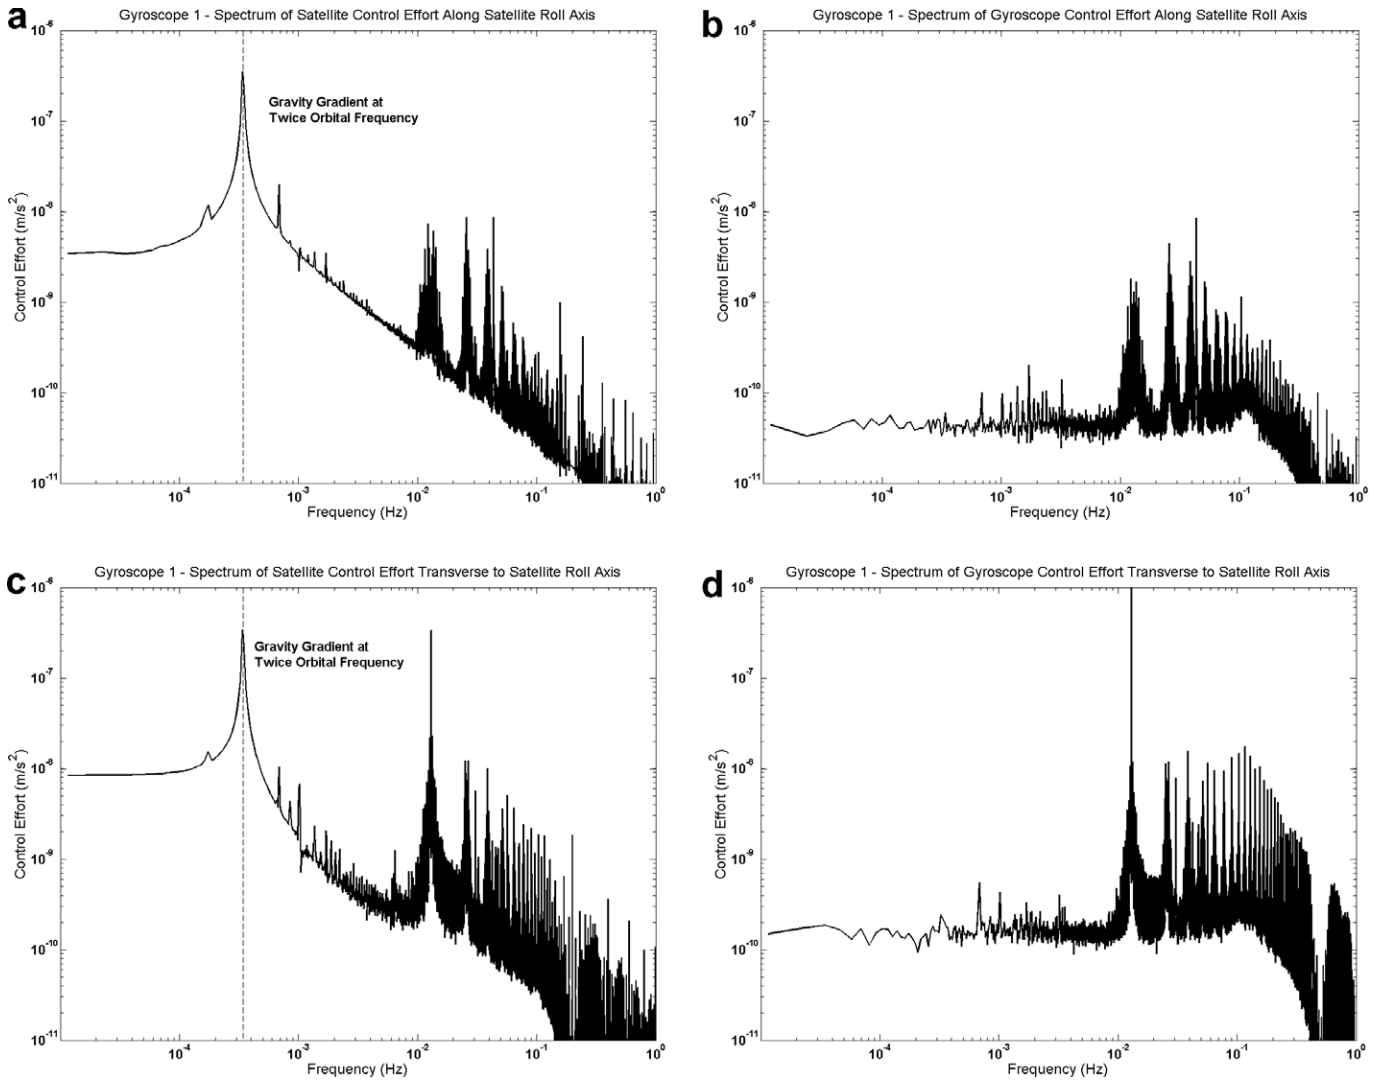 a
Gyroscope 1 - Spectrum of Satellite Control Effort Along Satellite Roll Axis
10^-6
10^-7
10^-8
10^-9
10^-10
10^-11
Control Effort (m/s^2)
Gravity Gradient at
Twice Orbital Frequency
10^-4
10^-3
10^-2
10^-1
10^0
Frequency (Hz)
b
Gyroscope 1 - Spectrum of Gyroscope Control Effort Along Satellite Roll Axis
10^-6
10^-7
10^-8
10^-9
10^-10
10^-11
Control Effort (m/s^2)
10^-4
10^-3
10^-2
10^-1
10^0
Frequency (Hz)
c
Gyroscope 1 - Spectrum of Satellite Control Effort Transverse to Satellite Roll Axis
10^-6
10^-7
10^-8
10^-9
10^-10
10^-11
Control Effort (m/s^2)
Gravity Gradient at
Twice Orbital Frequency
10^-4
10^-3
10^-2
10^-1
10^0
Frequency (Hz)
d
Gyroscope 1 - Spectrum of Gyroscope Control Effort Transverse to Satellite Roll Axis
10^-6
10^-7
10^-8
10^-9
10^-10
10^-11
Control Effort (m/s^2)
10^-4
10^-3
10^-2
10^-1
10^0
Frequency (Hz)